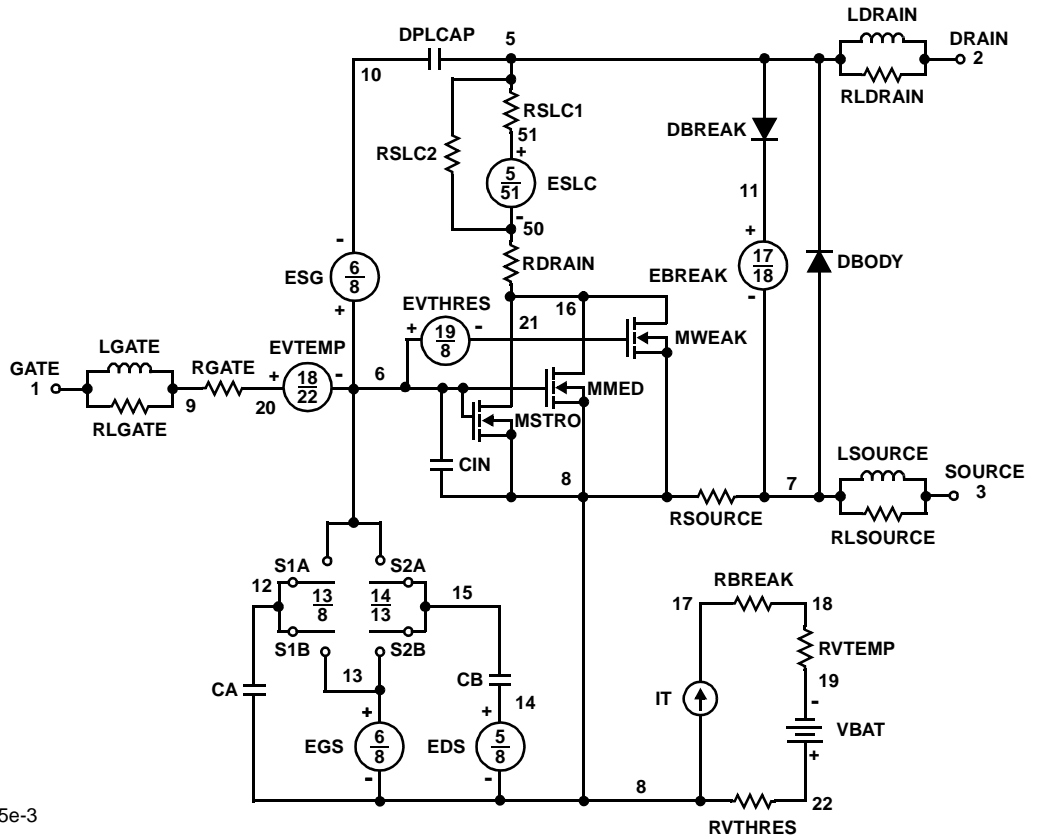 LDRAIN
DPLCAP 5 DRAIN
2
10
RLDRAIN
RSLC1
51
DBREAK
RSLC2
+
5
51
ESLC
11
-
50
+
-
17
18
RDRAIN
EBREAK
DBODY
6
8
ESG
-
EVTHRES
16
+
+ 19
8 - 21
MWEAK
LGATE
EVTEMP
GATE
1
RGATE
+ 18
22 -
6
MMED
9
20
RLGATE
MSTRO
LSOURCE
CIN
8
7
SOURCE
3
RSOURCE
RLSOURCE
S1A
S2A
12
13
8
14
13
15
RBREAK
17
18
S1B
S2B
RVTEMP
13
CA
CB
19
14
IT
-
+
+
VBAT
EGS 6
8
EDS 5
8
+
-
-
8
22
5e-3
RVTHRES